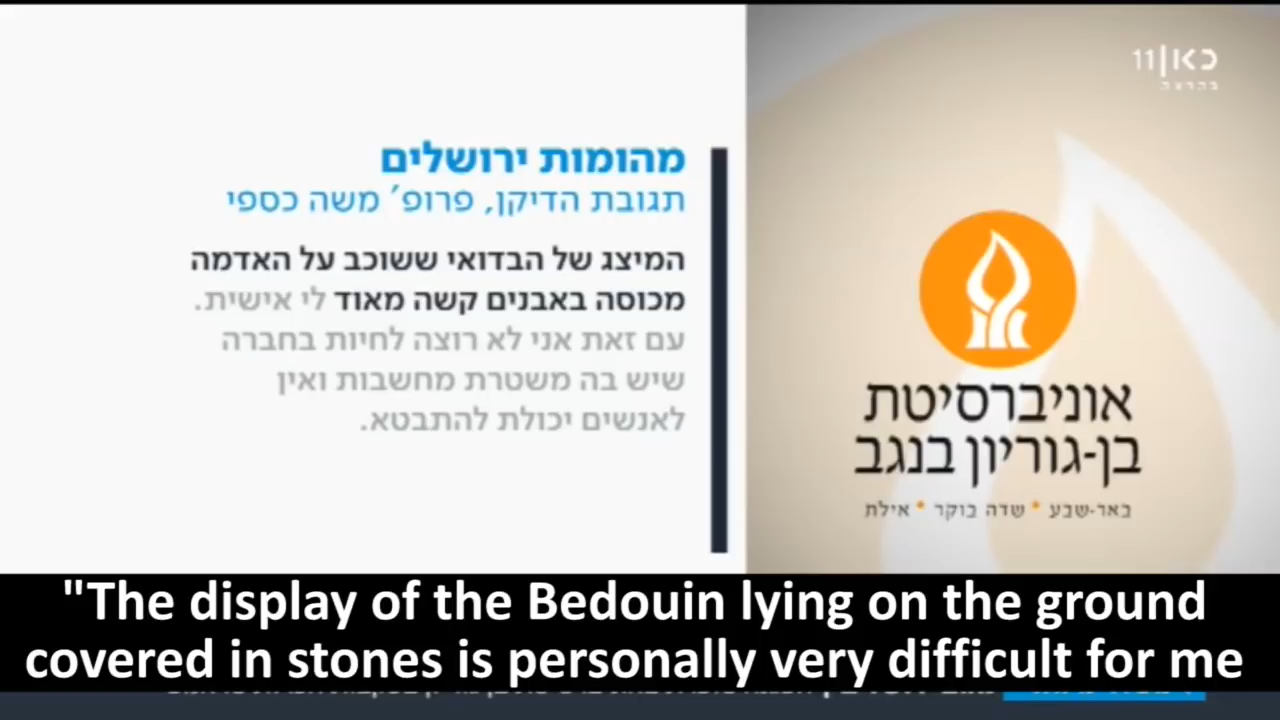 כאן 11
בהרצה
מהומות ירושלים
תגובת הדיקן, פרופ׳ משה כספי
המיצג של הבדואי ששוכב על האדמה
מכוסה באבנים קשה מאוד לי אישית.
עם זאת אני לא רוצה לחיות בחברה
שיש בה משטרת מחשבות ואין
לאנשים יכולת להתבטא.
אוניברסיטת
בן-גוריון בנגב
באר-שבע • שדה בוקר • אילת
"The display of the Bedouin lying on the ground
covered in stones is personally very difficult for me